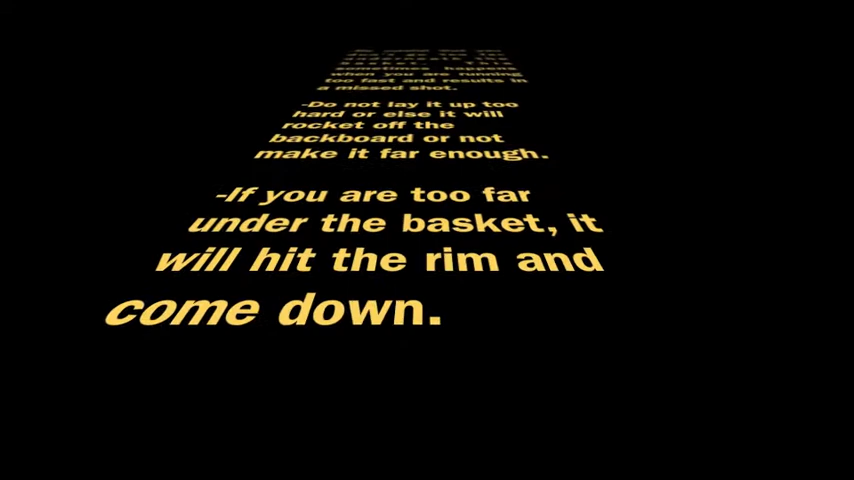 sometimes happens
when you are running
too fast and results in
a missed shot.
-Do not lay it up too
hard or else it will
rocket off the
backboard or not
make it far enough.
-If you are too far
under the basket, it
will hit the rim and
come down.